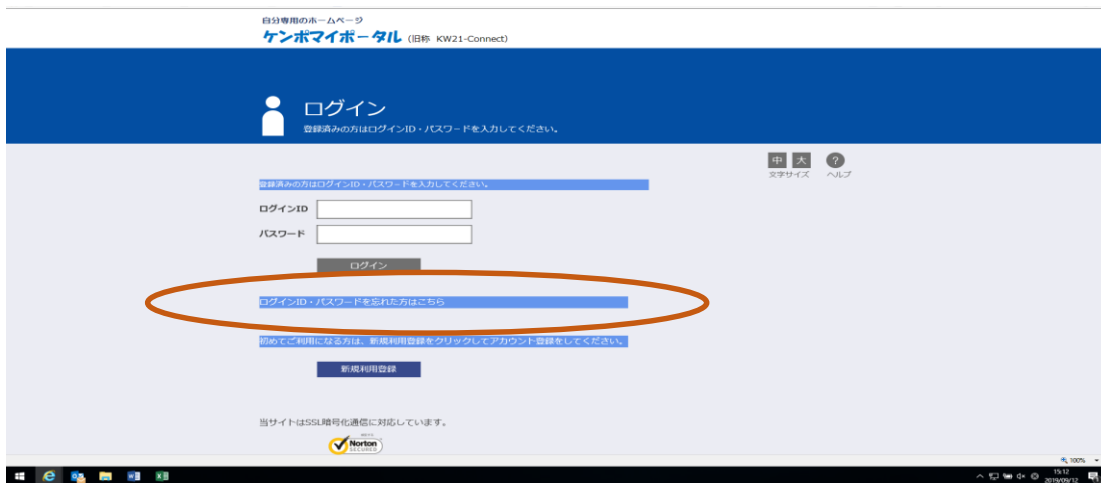 自分専用のホームページ
ケンポマイポータル (旧称 KW21-Connect)
ログイン
登録済みの方はログインID・パスワードを入力してください。
中 大 ?
文字サイズ ヘルプ
登録済みの方はログインID・パスワードを入力してください。
ログインID
パスワード
ログイン
ログインID・パスワードを忘れた方はこちら
初めてご利用になる方は、新規利用登録をクリックしてアカウント登録をしてください。
新規利用登録
当サイトはSSL暗号化通信に対応しています。
Norton
SECURED
100%
15:12
2019/09/12